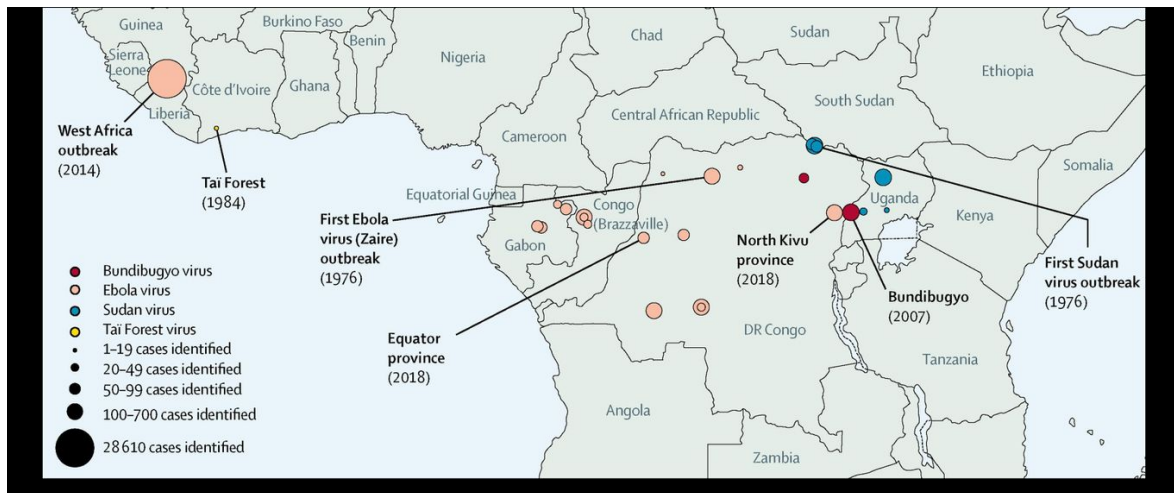 Guinea
Burkino Faso
Benin
Nigeria
Chad
Sudan
Ethiopia
Sierra
Leone
Côte d'Ivoire
Ghana
Liberia
South Sudan
Central African Republic
Cameroon
Somalia
West Africa
outbreak
(2014)
Taï Forest
(1984)
Equatorial Guinea
Congo
(Brazzaville)
Gabon
Uganda
Kenya
First Ebola
virus (Zaire)
outbreak
(1976)
North Kivu
province
(2018)
First Sudan
virus outbreak
(1976)
Bundibugyo
(2007)
Equator
province
(2018)
DR Congo
Tanzania
Angola
Zambia
Bundibugyo virus
Ebola virus
Sudan virus
Taï Forest virus
1–19 cases identified
20–49 cases identified
50–99 cases identified
100–700 cases identified
28 610 cases identified